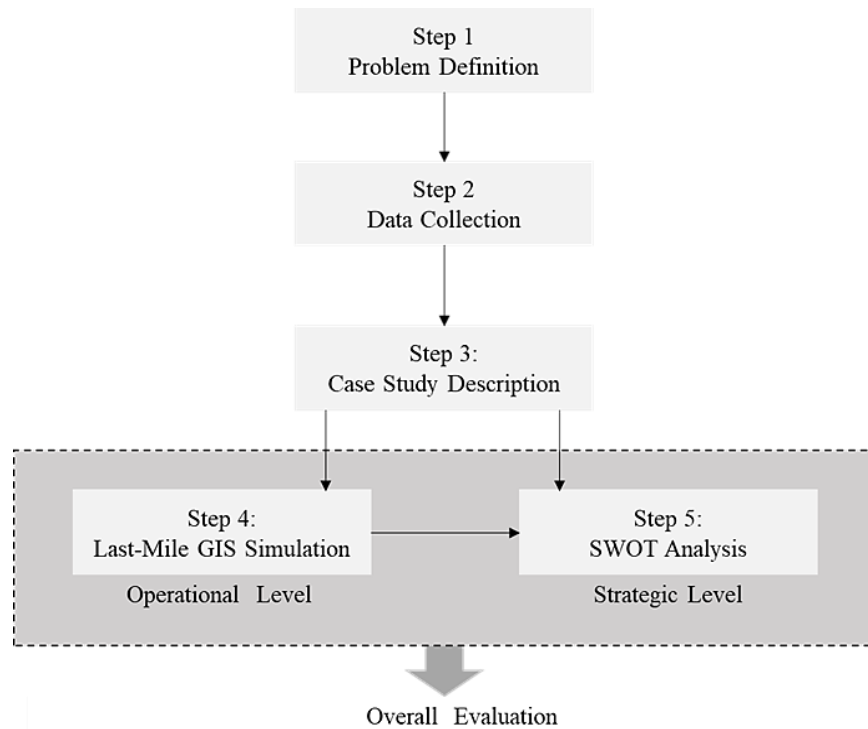 Step 1
Problem Definition
Step 2
Data Collection
Step 3:
Case Study Description
Step 4:
Last-Mile GIS Simulation
Operational Level
Step 5:
SWOT Analysis
Strategic Level
Overall Evaluation